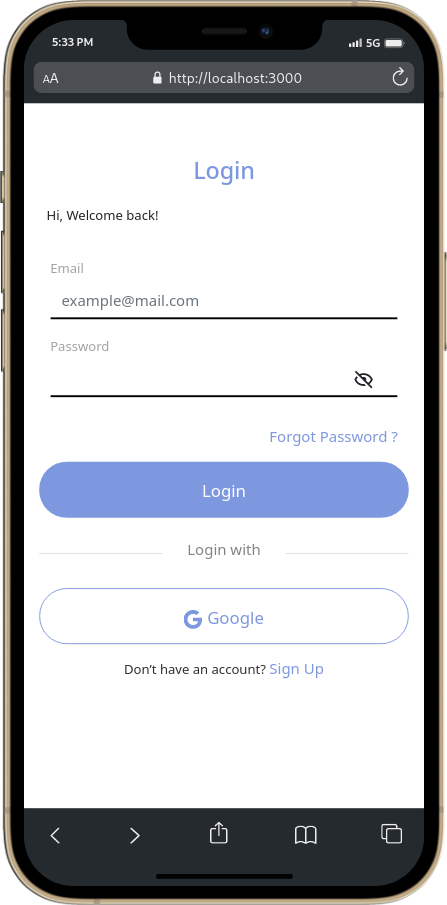 5:33 PM
5G
AA
http://localhost:3000
Login
Hi, Welcome back!
Email
example@mail.com
Password
Forgot Password ?
Login
Login with
Google
Don't have an account? Sign Up